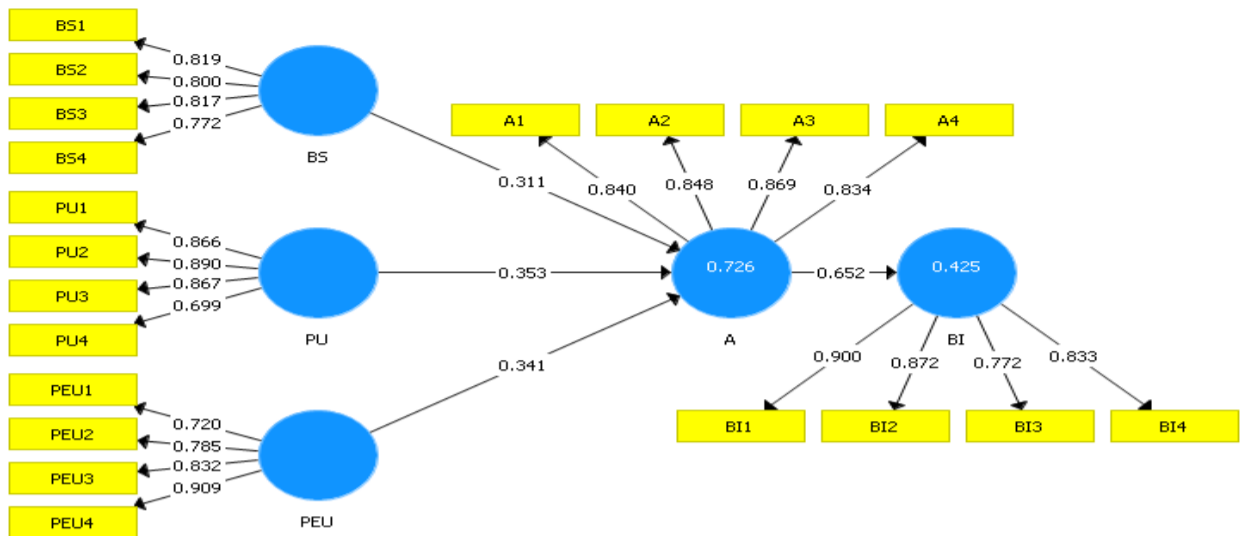 BS1
BS2
BS3
BS4
0.819
0.800
0.817
0.772
BS
PU1
PU2
PU3
PU4
0.866
0.890
0.867
0.699
PU
PEU1
PEU2
PEU3
PEU4
0.720
0.785
0.832
0.909
PEU
0.311
0.353
0.341
A1 A2 A3 A4
0.840 0.848 0.869 0.834
0.726
A
0.652
0.425
BI
0.900 0.872 0.772 0.833
BI1 BI2 BI3 BI4